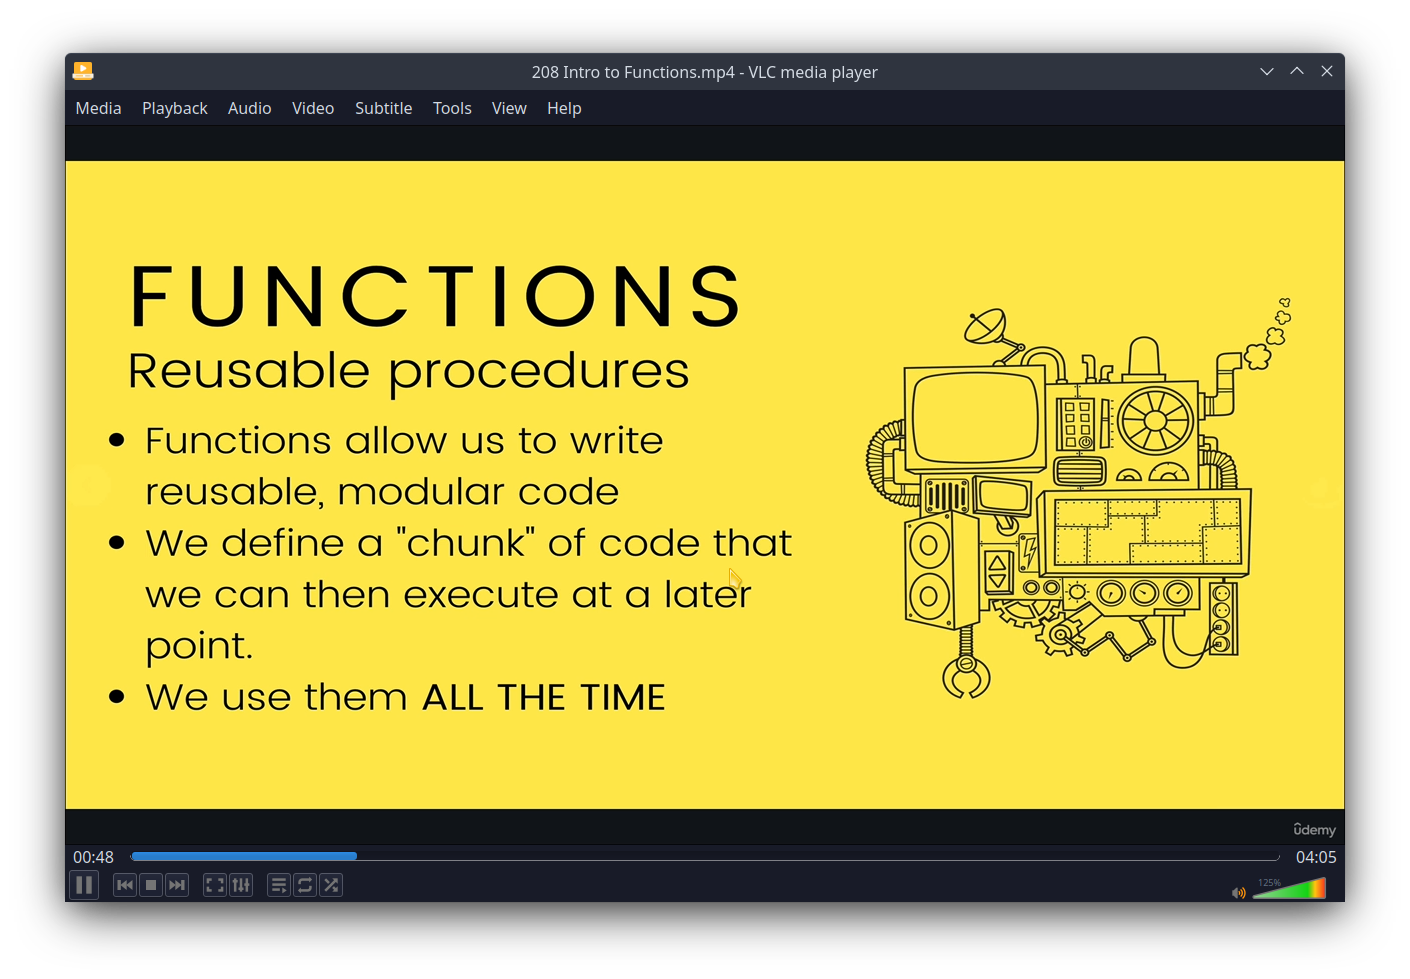 208 Intro to Functions.mp4 - VLC media player
Media Playback Audio Video Subtitle Tools View Help
FUNCTIONS
Reusable procedures
• Functions allow us to write
reusable, modular code
• We define a "chunk" of code that
we can then execute at a later
point.
• We use them ALL THE TIME
udemy
00:48
04:05
125%